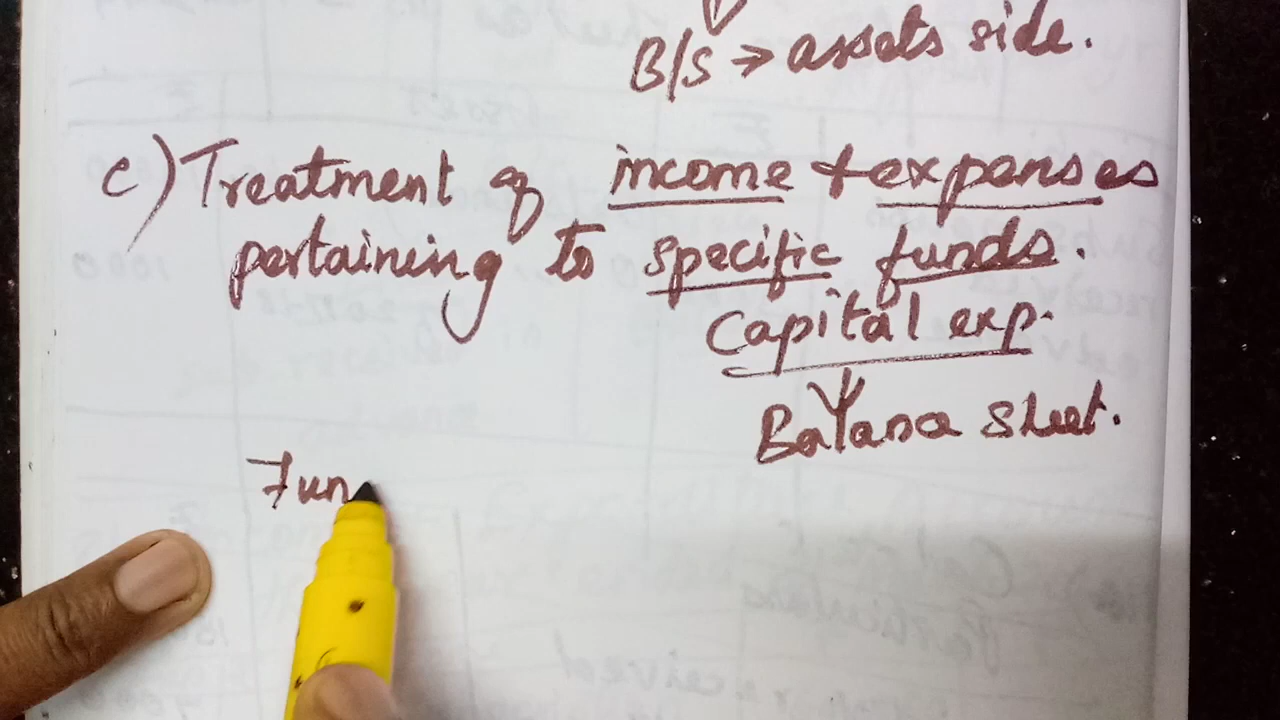 B/S → assets side.
c) Treatment of income + expenses
pertaining to specific funds.
Capital exp.
Balance Sheet.
Fun